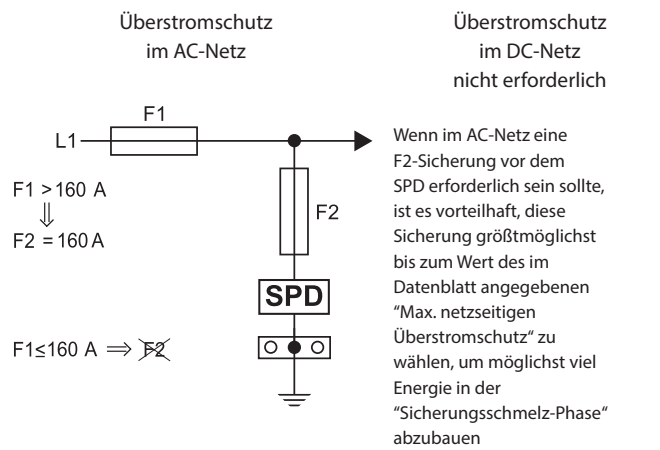 Überstromschutz
im AC-Netz
Überstromschutz
im DC-Netz
nicht erforderlich
F1
L1
F1 >160 A
⇓
F2 = 160 A
F2
SPD
F1≤160 A ⇒ F2
Wenn im AC-Netz eine
F2-Sicherung vor dem
SPD erforderlich sein sollte,
ist es vorteilhaft, diese
Sicherung größtmöglichst
bis zum Wert des im
Datenblatt angegebenen
“Max. netzseitigen
Überstromschutz“ zu
wählen, um möglichst viel
Energie in der
“Sicherungsschmelz-Phase“
abzubauen